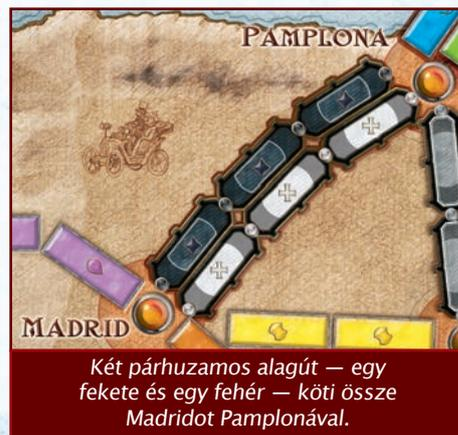 PAMPLONA
MADRID
Két párhuzamos alagút — egy
fekete és egy fehér — köti össze
Madridot Pamplonával.